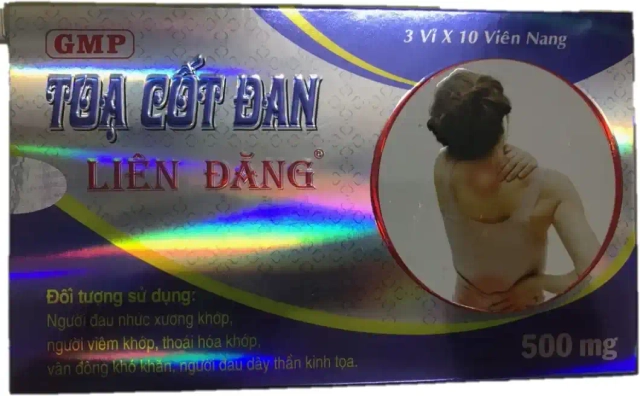 GMP
3 Vỉ X 10 Viên Nang
TOẠ CỐT ĐAN
LIÊN ĐĂNG®
Đối tượng sử dụng:
Người đau nhức xương khớp,
người viêm khớp, thoái hóa khớp,
vận động khó khăn, người đau dây thần kinh tọa.
500 mg